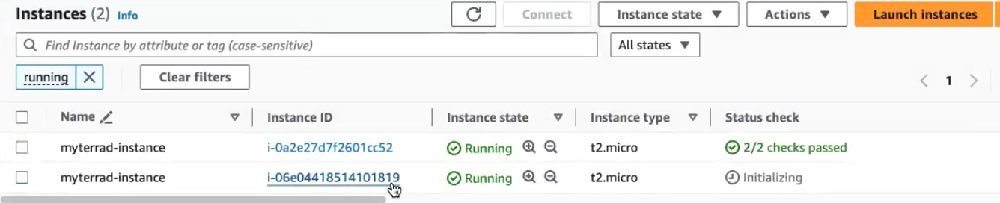 Instances (2) Info
Connect
Instance state
Actions
Launch instances
Find Instance by attribute or tag (case-sensitive)
All states
running
Clear filters
1
Name Instance ID Instance state Instance type Status check
myterrad-instance i-0a2e27d7f2601cc52 Running t2.micro 2/2 checks passed
myterrad-instance i-06e04418514101819 Running t2.micro Initializing